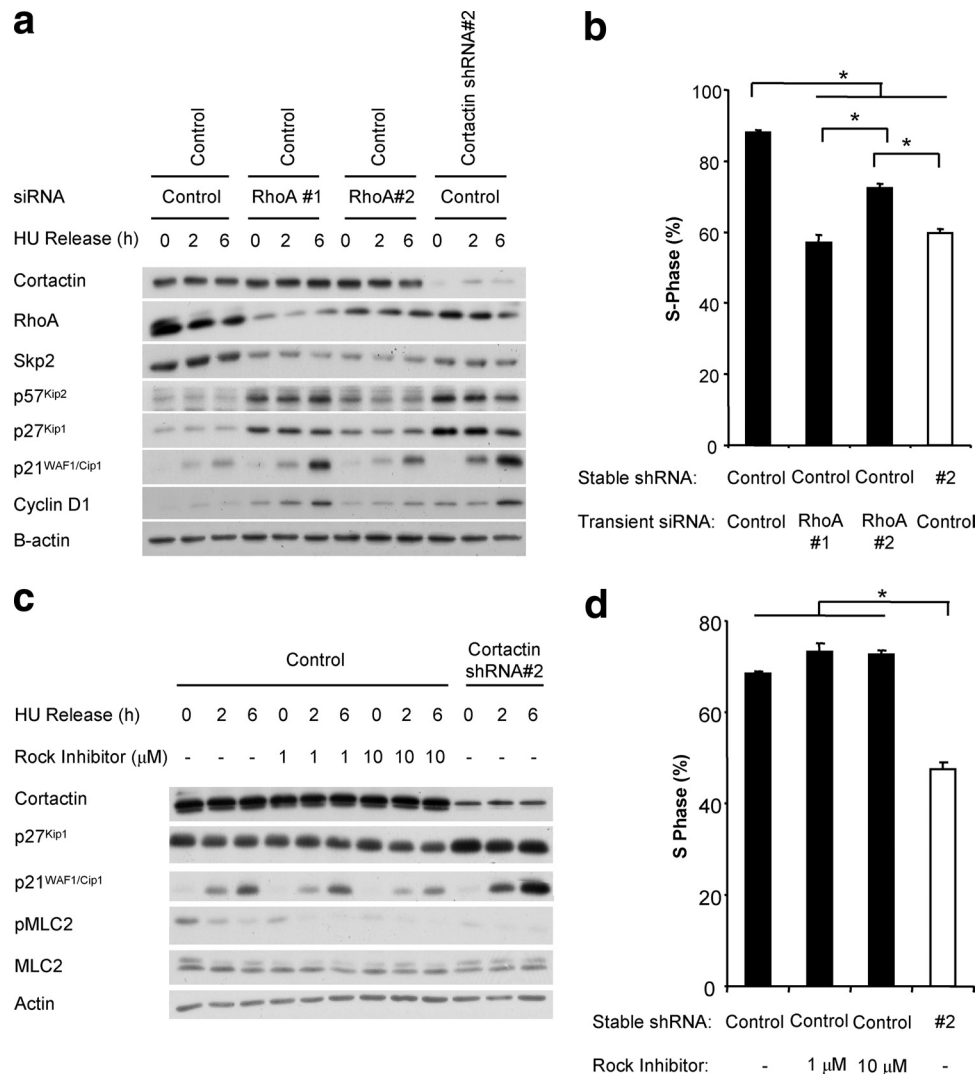 a
Control Control Control Cortactin shRNA#2
siRNA Control RhoA #1 RhoA#2 Control
HU Release (h) 0 2 6 0 2 6 0 2 6 0 2 6
Cortactin
RhoA
Skp2
p57Kip2
p27Kip1
p21WAF1/Cip1
Cyclin D1
B-actin
b
*
*
*
S-Phase (%)
100
80
60
40
20
0
Stable shRNA: Control Control Control #2
Transient siRNA: Control RhoA #1 RhoA #2 Control
c
Control Cortactin shRNA#2
HU Release (h) 0 2 6 0 2 6 0 2 6 0 2 6
Rock Inhibitor (μM) - - - 1 1 1 10 10 10 - - -
Cortactin
p27Kip1
p21WAF1/Cip1
pMLC2
MLC2
Actin
d
*
S Phase (%)
80
60
40
20
0
Stable shRNA: Control Control Control #2
Rock Inhibitor: - 1 μM 10 μM -